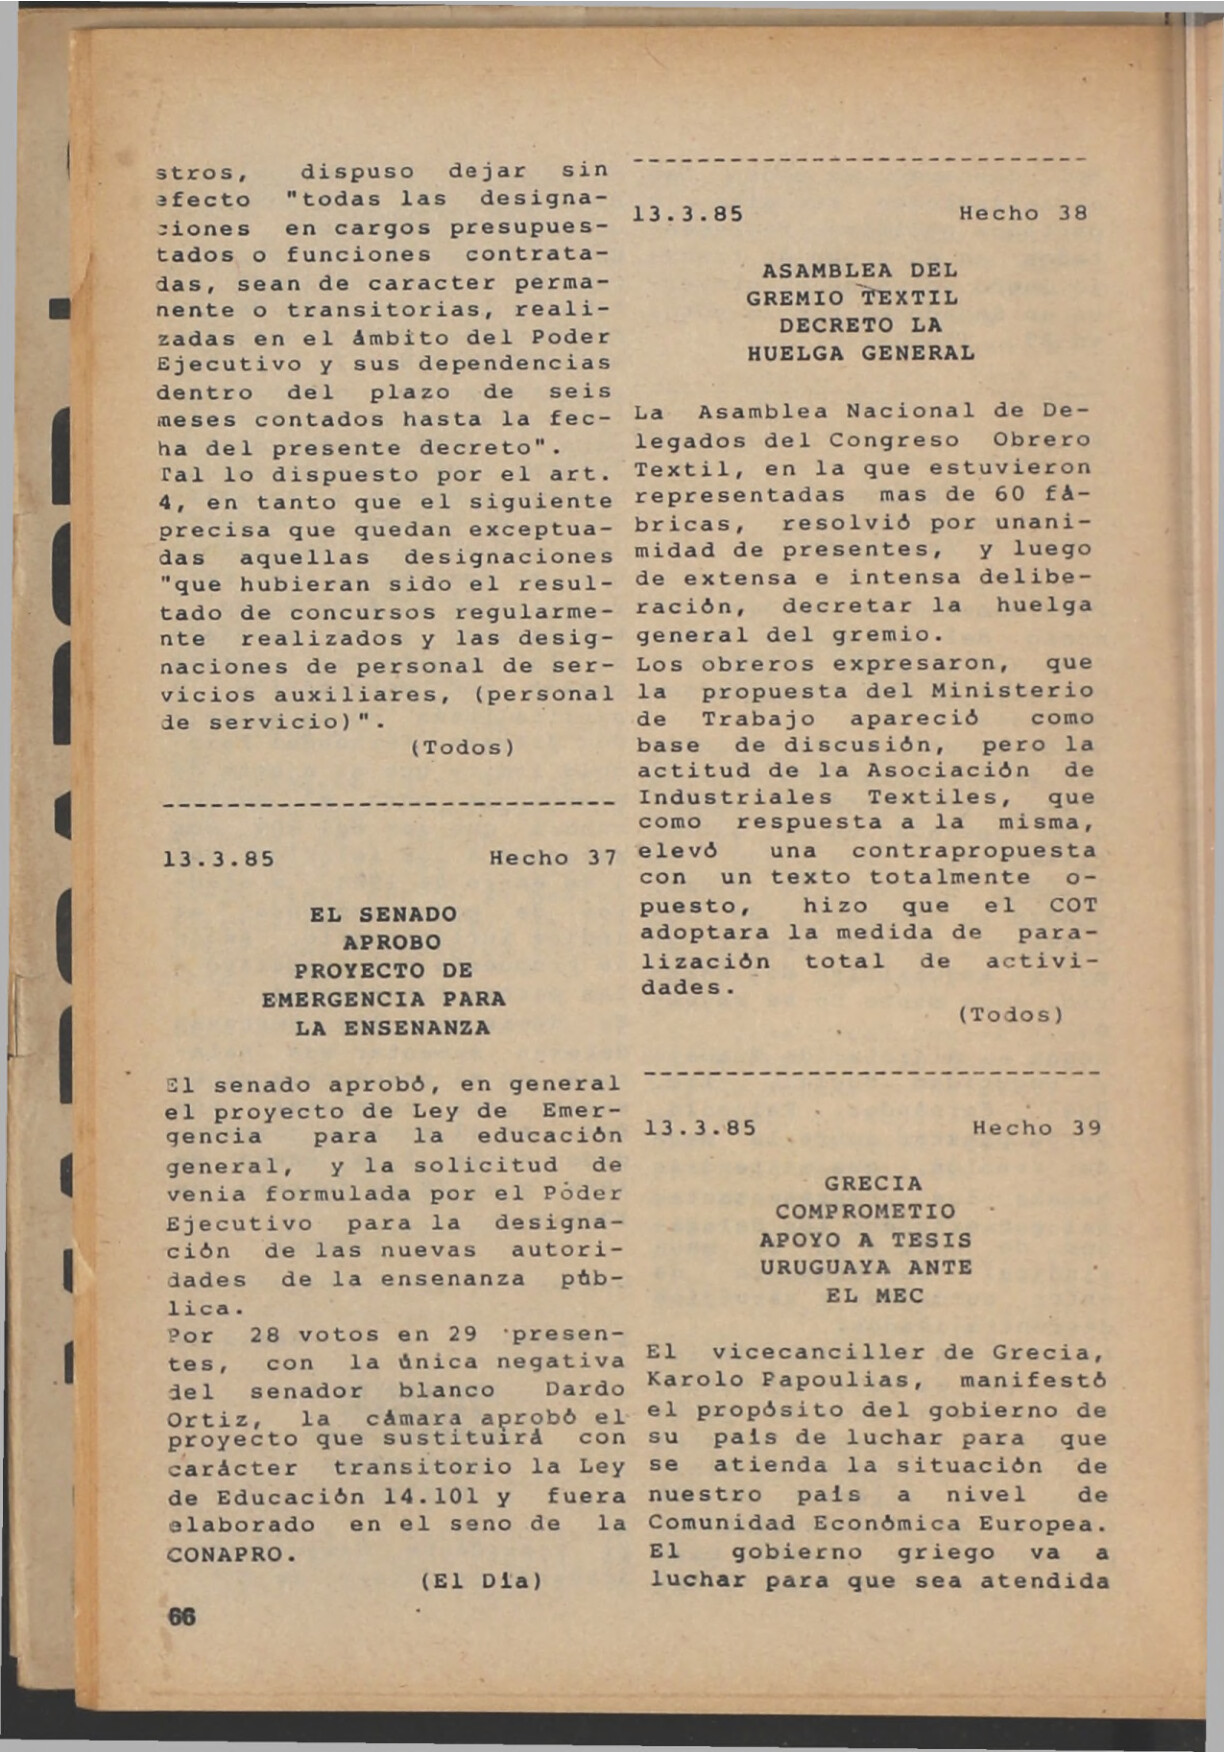 stros, dispuso dejar sin
efecto "todas las designa-
ciones en cargos presupues-
tados o funciones contrata-
das, sean de caracter perma-
nente o transitorias, reali-
zadas en el ámbito del Poder
Ejecutivo y sus dependencias
dentro del plazo de seis
meses contados hasta la fec-
ha del presente decreto".
Tal lo dispuesto por el art.
4, en tanto que el siguiente
precisa que quedan exceptua-
das aquellas designaciones
"que hubieran sido el resul-
tado de concursos regularme-
nte realizados y las desig-
naciones de personal de ser-
vicios auxiliares, (personal
de servicio)".
(Todos)
----------------------------
13.3.85 Hecho 37
EL SENADO
APROBO
PROYECTO DE
EMERGENCIA PARA
LA ENSENANZA
El senado aprobó, en general
el proyecto de Ley de Emer-
gencia para la educación
general, y la solicitud de
venia formulada por el Poder
Ejecutivo para la designa-
ción de las nuevas autori-
dades de la ensenanza púb-
lica.
Por 28 votos en 29 presen-
tes, con la única negativa
del senador blanco Dardo
Ortiz, la cámara aprobó el
proyecto que sustituirá con
carácter transitorio la Ley
de Educación 14.101 y fuera
elaborado en el seno de la
CONAPRO.
(El Día)
66
----------------------------
13.3.85 Hecho 38
ASAMBLEA DEL
GREMIO TEXTIL
DECRETO LA
HUELGA GENERAL
La Asamblea Nacional de De-
legados del Congreso Obrero
Textil, en la que estuvieron
representadas mas de 60 fá-
bricas, resolvió por unani-
midad de presentes, y luego
de extensa e intensa delibe-
ración, decretar la huelga
general del gremio.
Los obreros expresaron, que
la propuesta del Ministerio
de Trabajo apareció como
base de discusión, pero la
actitud de la Asociación de
Industriales Textiles, que
como respuesta a la misma,
elevó una contrapropuesta
con un texto totalmente o-
puesto, hizo que el COT
adoptara la medida de para-
lización total de activi-
dades.
(Todos)
----------------------------
13.3.85 Hecho 39
GRECIA
COMPROMETIO
APOYO A TESIS
URUGUAYA ANTE
EL MEC
El vicecanciller de Grecia,
Karolo Papoulias, manifestó
el propósito del gobierno de
su país de luchar para que
se atienda la situación de
nuestro país a nivel de
Comunidad Económica Europea.
El gobierno griego va a
luchar para que sea atendida